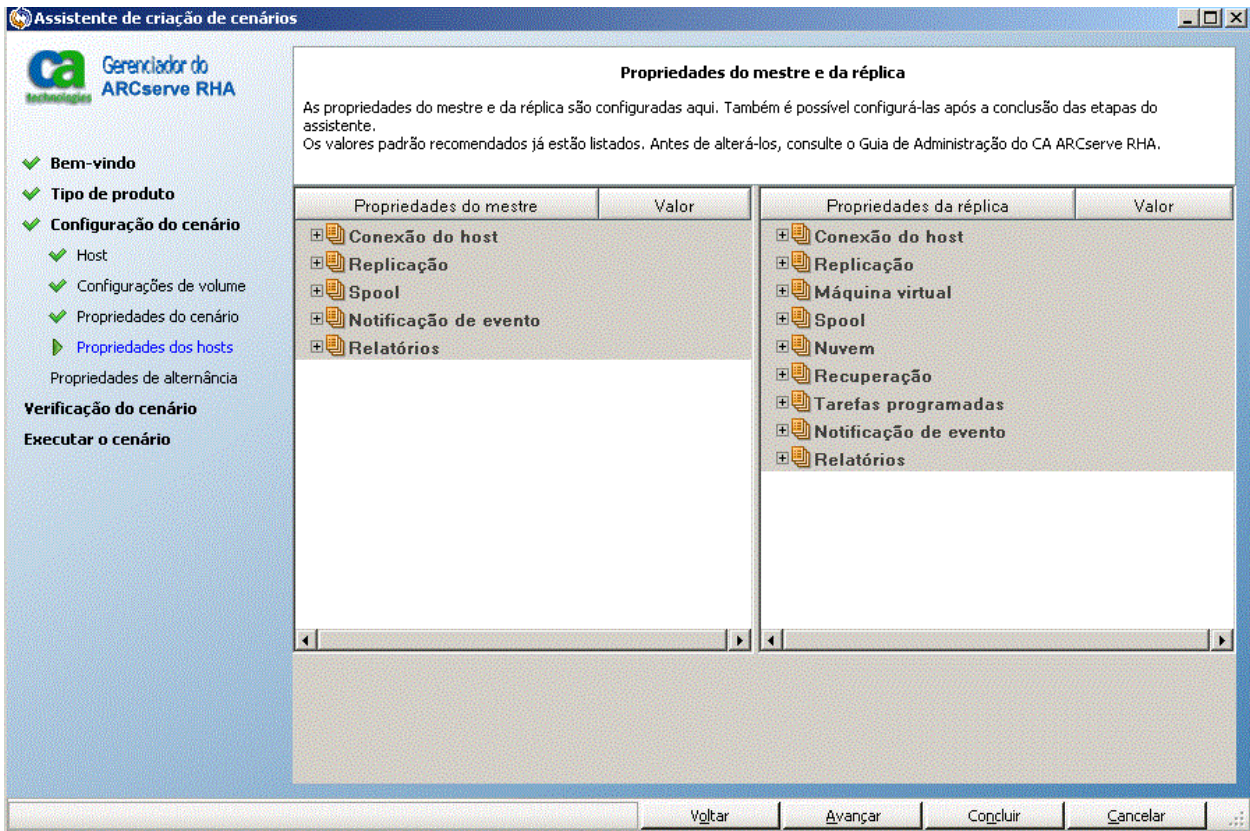 Assistente de criação de cenários
ca
technologies
Gerenciador do
ARCserve RHA
Bem-vindo
Tipo de produto
Configuração do cenário
Host
Configurações de volume
Propriedades do cenário
Propriedades dos hosts
Propriedades de alternância
Verificação do cenário
Executar o cenário
Propriedades do mestre e da réplica
As propriedades do mestre e da réplica são configuradas aqui. Também é possível configurá-las após a conclusão das etapas do
assistente.
Os valores padrão recomendados já estão listados. Antes de alterá-los, consulte o Guia de Administração do CA ARCserve RHA.
Propriedades do mestre Valor
Conexão do host
Replicação
Spool
Notificação de evento
Relatórios
Propriedades da réplica Valor
Conexão do host
Replicação
Máquina virtual
Spool
Nuvem
Recuperação
Tarefas programadas
Notificação de evento
Relatórios
Voltar Avançar Concluir Cancelar